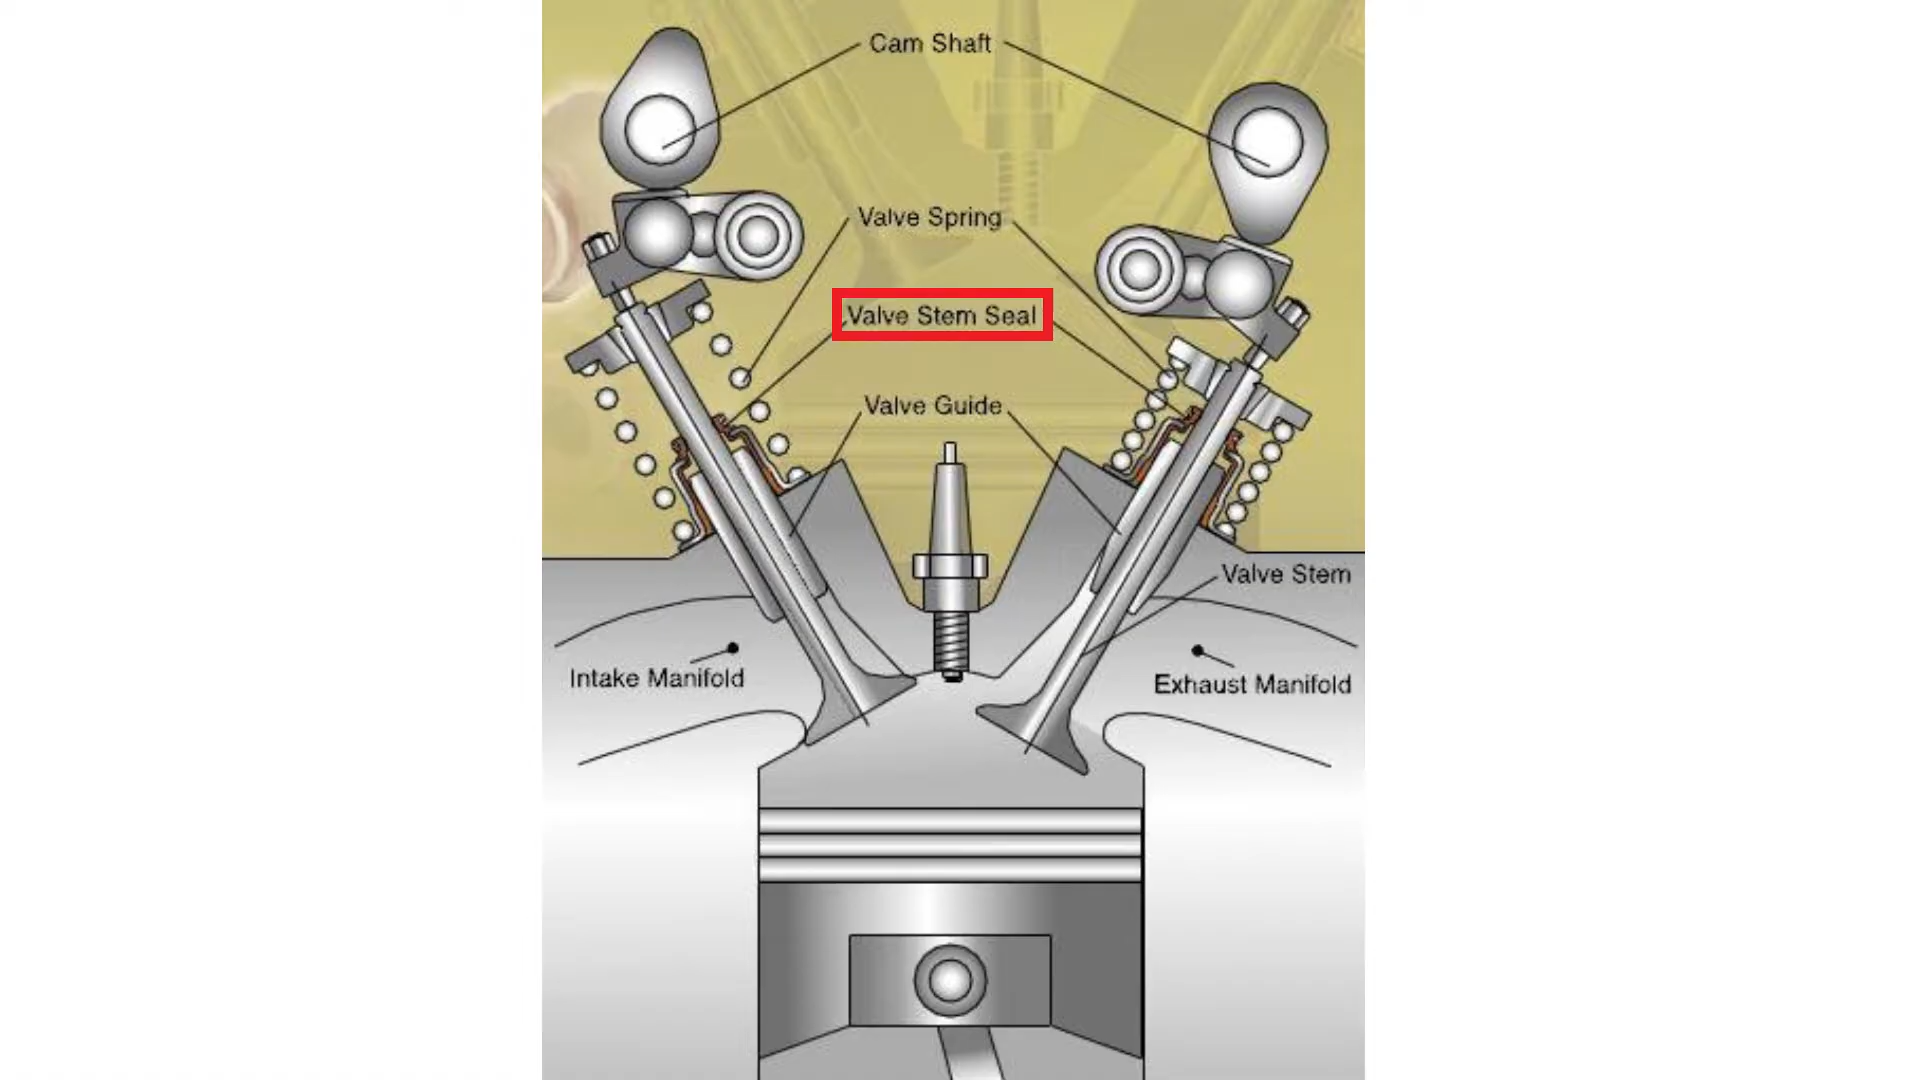 Cam Shaft
Valve Spring
Valve Stem Seal
Valve Guide
Valve Stem
Intake Manifold
Exhaust Manifold